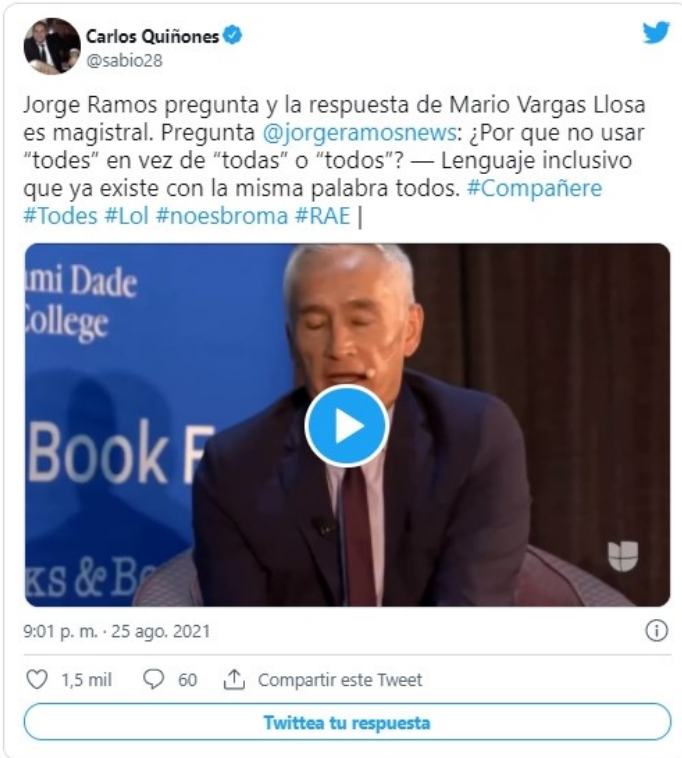 Carlos Quiñones
@sabio28
Jorge Ramos pregunta y la respuesta de Mario Vargas Llosa
es magistral. Pregunta @jorgeramosnews: ¿Por que no usar
“todes” en vez de “todas” o “todos”? — Lenguaje inclusivo
que ya existe con la misma palabra todos. #Compañere
#Todes #Lol #noesbroma #RAE |
mi Dade
ollege
Book F
ks & B
9:01 p. m. · 25 ago. 2021
1,5 mil 60 Compartir este Tweet
Twittea tu respuesta